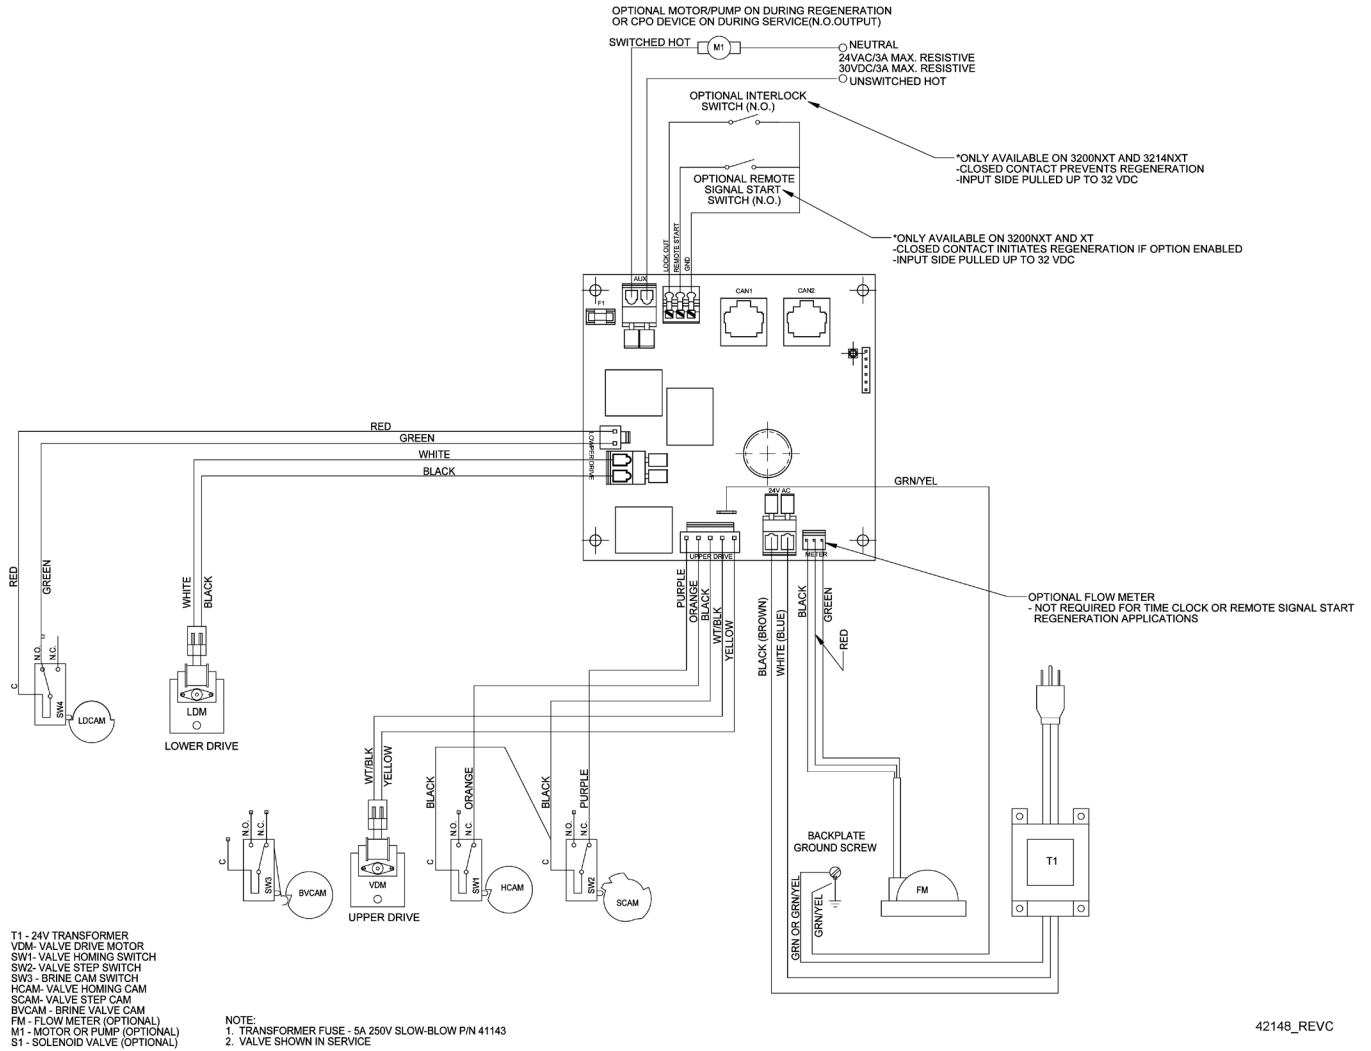 OPTIONAL MOTOR/PUMP ON DURING REGENERATION
OR CPO DEVICE ON DURING SERVICE(N.O.OUTPUT)
SWITCHED HOT
M1
NEUTRAL
24VAC/3A MAX. RESISTIVE
30VDC/3A MAX. RESISTIVE
UNSWITCHED HOT
OPTIONAL INTERLOCK
SWITCH (N.O.)
*ONLY AVAILABLE ON 3200NXT AND 3214NXT
-CLOSED CONTACT PREVENTS REGENERATION
-INPUT SIDE PULLED UP TO 32 VDC
OPTIONAL REMOTE
SIGNAL START
SWITCH (N.O.)
*ONLY AVAILABLE ON 3200NXT AND XT
-CLOSED CONTACT INITIATES REGENERATION IF OPTION ENABLED
-INPUT SIDE PULLED UP TO 32 VDC
LOCK OUT
REMOTE START
GND
AUX
F1
CAN1
CAN2
RED
GREEN
WHITE
BLACK
LOWPER DRIVE
24V AC
GRN/YEL
UPPER DRIVE
METER
OPTIONAL FLOW METER
- NOT REQUIRED FOR TIME CLOCK OR REMOTE SIGNAL START
REGENERATION APPLICATIONS
RED
GREEN
WHITE
BLACK
PURPLE
ORANGE
BLACK
WT/BLK
YELLOW
BLACK (BROWN)
WHITE (BLUE)
BLACK
GREEN
RED
N.O.
N.C.
C
SW4
LDCAM
LDM
LOWER DRIVE
WT/BLK
YELLOW
BLACK
ORANGE
BLACK
PURPLE
N.O.
N.C.
C
SW3
BVCAM
VDM
UPPER DRIVE
N.O.
N.C.
C
SW1
HCAM
N.O.
N.C.
C
SW2
SCAM
BACKPLATE
GROUND SCREW
GRN OR GRN/YEL
GRN/YEL
FM
T1
T1 - 24V TRANSFORMER
VDM- VALVE DRIVE MOTOR
SW1- VALVE HOMING SWITCH
SW2- VALVE STEP SWITCH
SW3 - BRINE CAM SWITCH
HCAM- VALVE HOMING CAM
SCAM- VALVE STEP CAM
BVCAM - BRINE VALVE CAM
FM - FLOW METER (OPTIONAL)
M1 - MOTOR OR PUMP (OPTIONAL)
S1 - SOLENOID VALVE (OPTIONAL)
NOTE:
1. TRANSFORMER FUSE - 5A 250V SLOW-BLOW P/N 41143
2. VALVE SHOWN IN SERVICE
42148_REVC